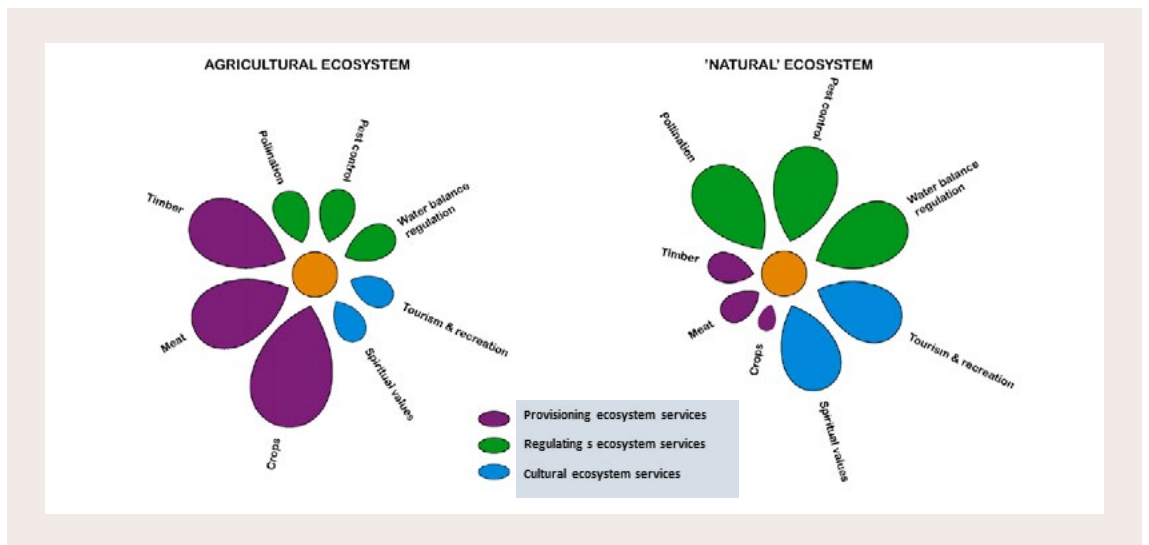 AGRICULTURAL ECOSYSTEM
Pollination
Pest control
Timber
Water balance
regulation
Meat
Tourism & recreation
Spiritual values
Crops
'NATURAL' ECOSYSTEM
Pest control
Pollination
Water balance
regulation
Timber
Meat
Crops
Tourism & recreation
Spiritual values
Provisioning ecosystem services
Regulating s ecosystem services
Cultural ecosystem services